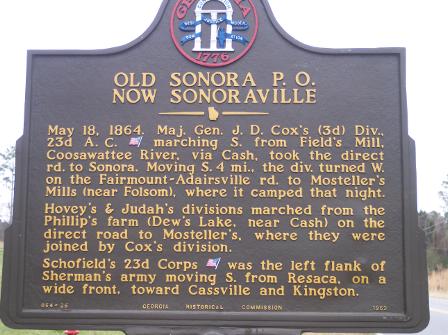 GEORGIA
1776
OLD SONORA P. O.
NOW SONORAVILLE
May 18, 1864. Maj. Gen. J. D. Cox's (3d) Div.,
23d A. C. marching S. from Field's Mill,
Coosawattee River, via Cash, took the direct
rd. to Sonora. Moving S. 4 mi., the div. turned W.
on the Fairmount-Adairsville rd. to Mosteller's
Mills (near Folsom), where it camped that night.
Hovey's & Judah's divisions marched from the
Phillip's farm (Dew's Lake, near Cash) on the
direct road to Mosteller's, where they were
joined by Cox's division.
Schofield's 23d Corps was the left flank of
Sherman's army moving S. from Resaca, on a
wide front, toward Cassville and Kingston.
064-25 GEORGIA HISTORICAL COMMISSION